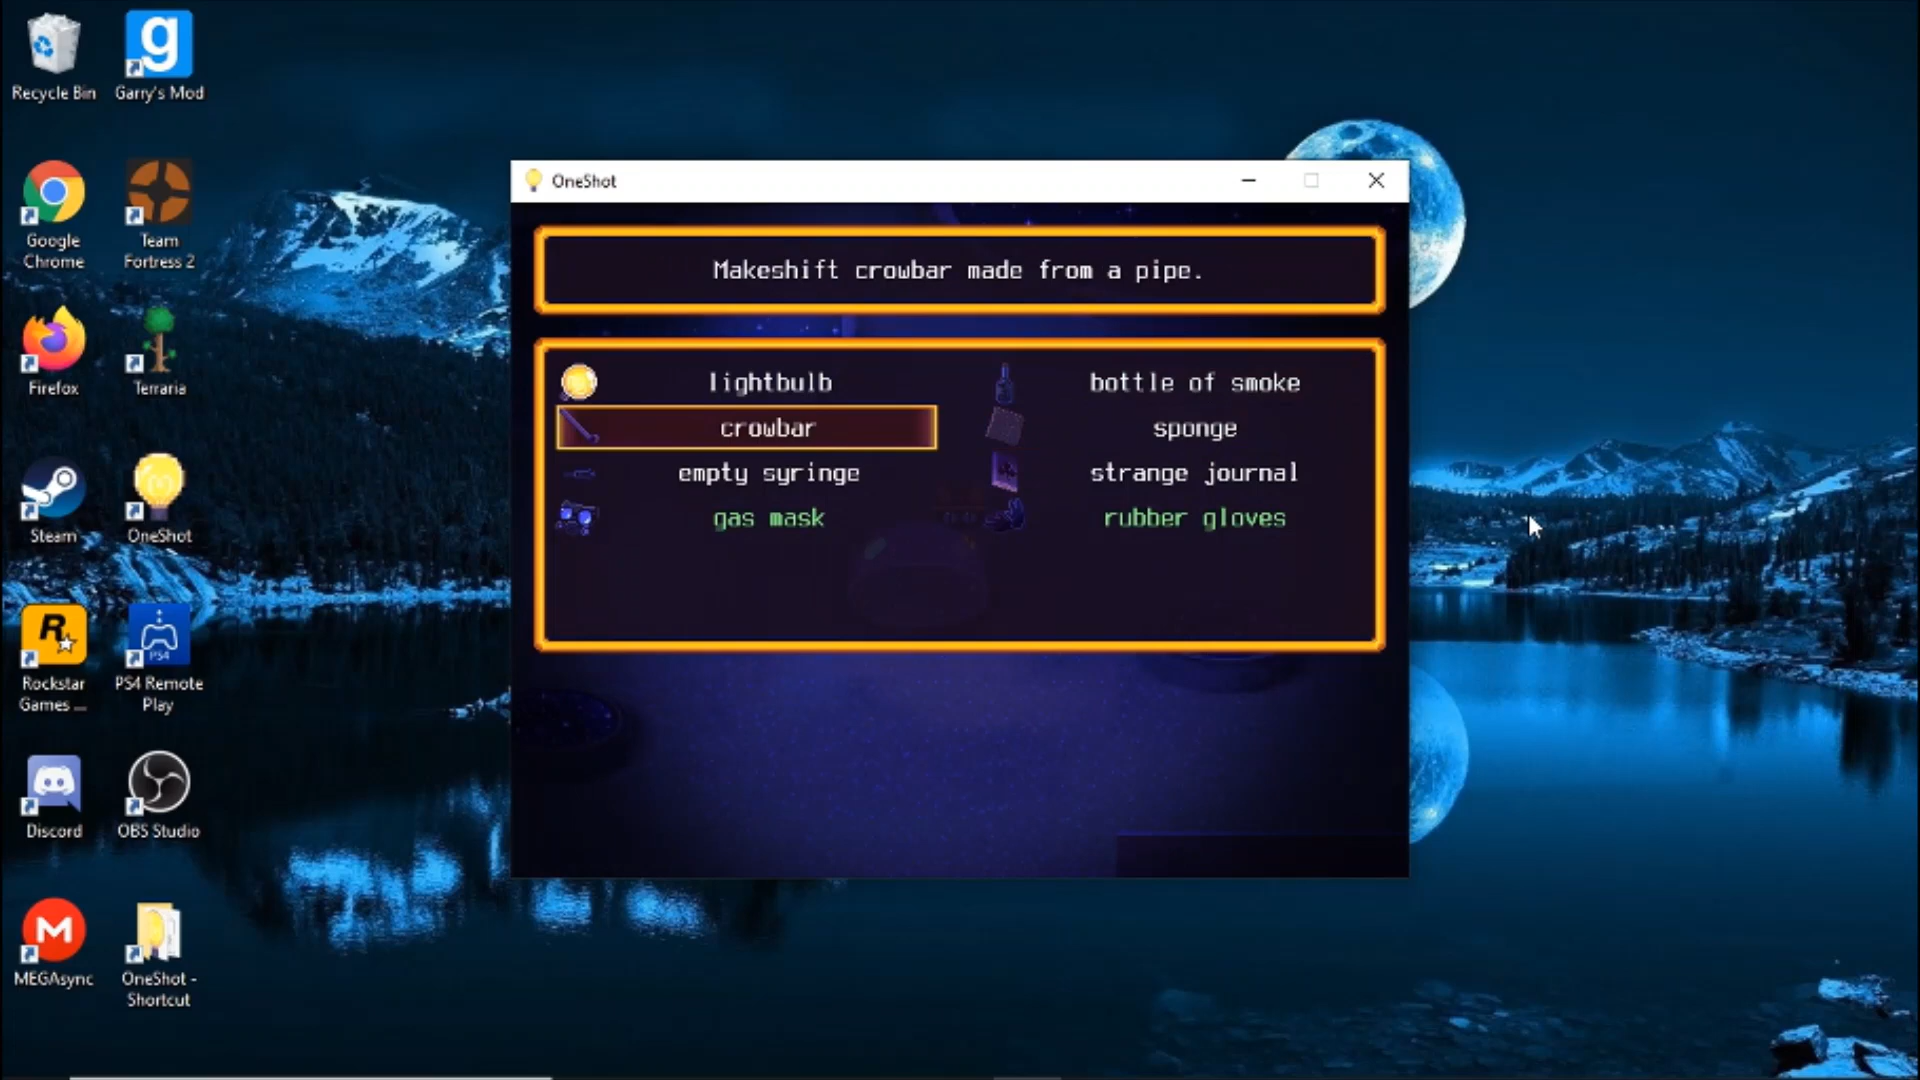 Recycle Bin
Garry's Mod
Google
Chrome
Team
Fortress 2
Firefox
Terraria
Steam
OneShot
Rockstar
Games ...
PS4
PS4 Remote
Play
Discord
OBS Studio
MEGAsync
OneShot -
Shortcut
OneShot
Makeshift crowbar made from a pipe.
lightbulb
bottle of smoke
crowbar
sponge
empty syringe
strange journal
gas mask
rubber gloves